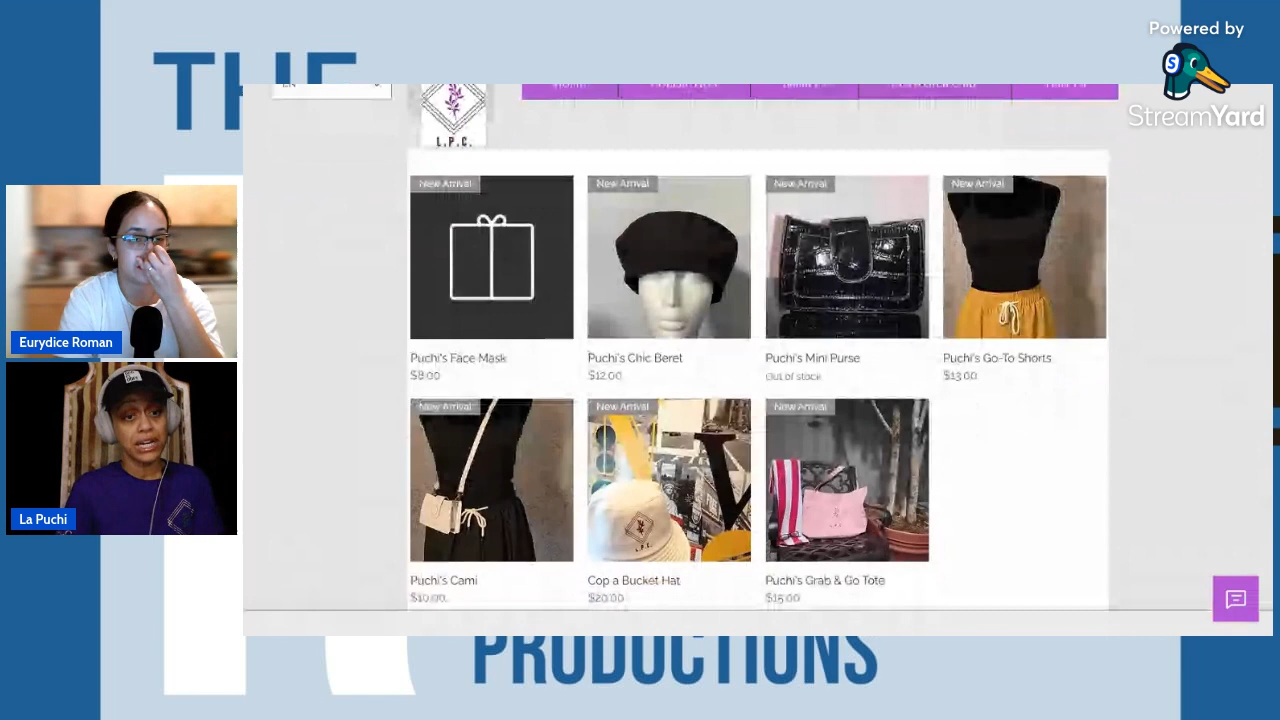 THE
Powered by
StreamYard
EN
L.P.C.
New Arrival
New Arrival
New Arrival
New Arrival
Eurydice Roman
Puchi's Face Mask
Puchi's Chic Beret
Puchi's Mini Purse
Puchi's Go-To Shorts
$8.00
$12.00
Out of stock
$13.00
New Arrival
New Arrival
New Arrival
La Puchi
Puchi's Cami
Cop a Bucket Hat
Puchi's Grab & Go Tote
$10.00
$20.00
$15.00
PRODUCTIONS